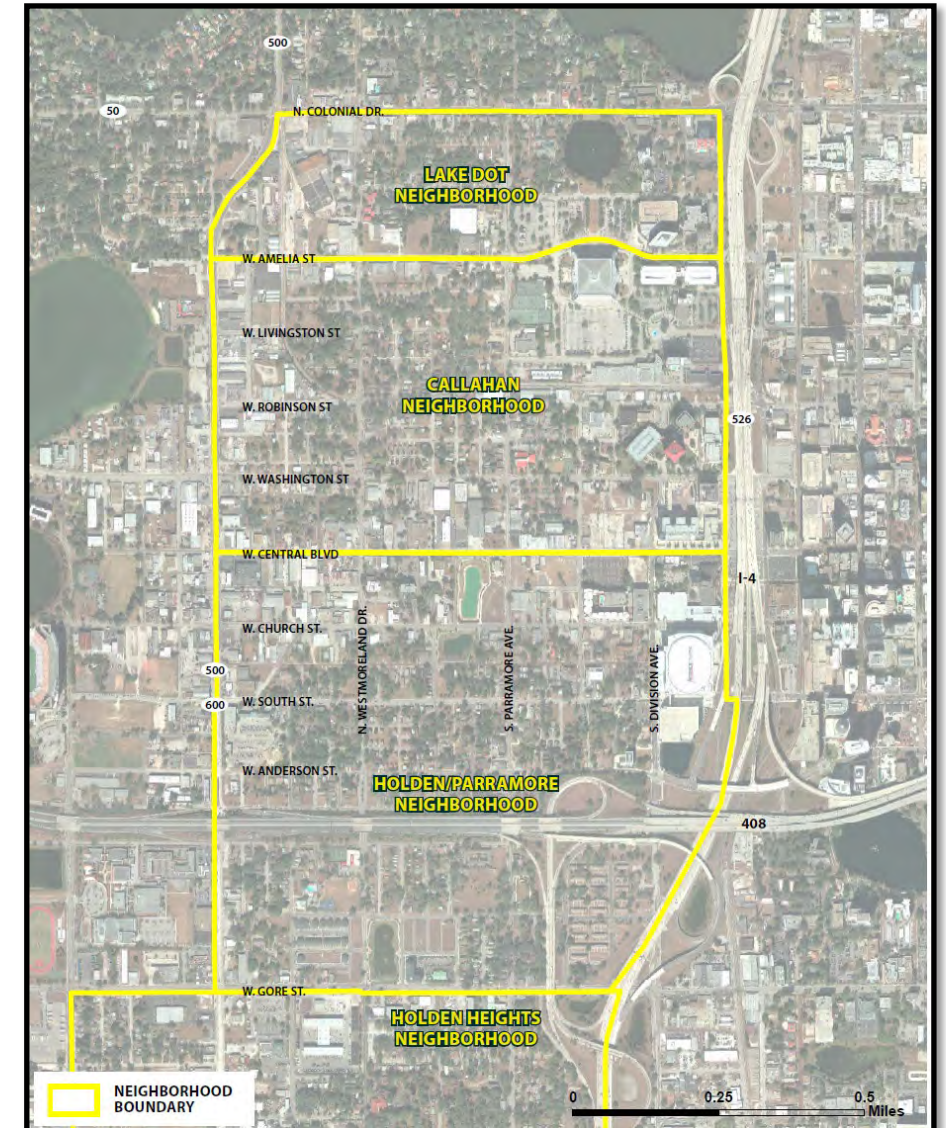 500
50
N. COLONIAL DR.
LAKE DOT
NEIGHBORHOOD
W. AMELIA ST
W. LIVINGSTON ST
CALLAHAN
NEIGHBORHOOD
W. ROBINSON ST
526
W. WASHINGTON ST
W. CENTRAL BLVD
I-4
W. CHURCH ST.
N. WESTMORELAND DR.
S. PARRAMORE AVE.
S. DIVISION AVE.
500
600
W. SOUTH ST.
W. ANDERSON ST.
HOLDEN/PARRAMORE
NEIGHBORHOOD
408
W. GORE ST.
HOLDEN HEIGHTS
NEIGHBORHOOD
NEIGHBORHOOD
BOUNDARY
0 0.25 0.5
Miles